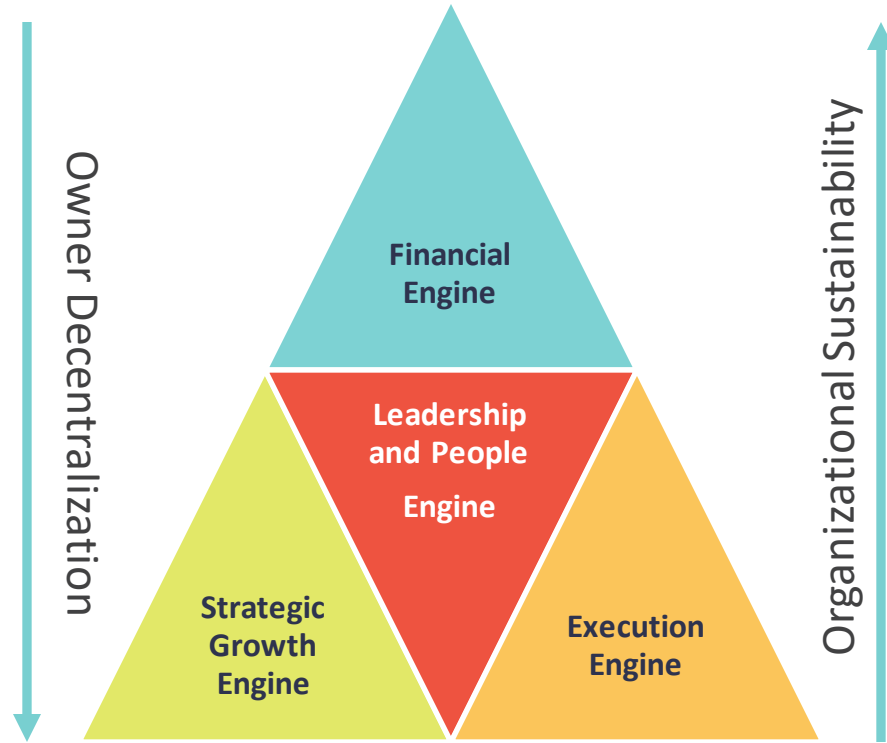 Owner Decentralization
Organizational Sustainability
Financial
Engine
Leadership
and People
Engine
Strategic
Growth
Engine
Execution
Engine